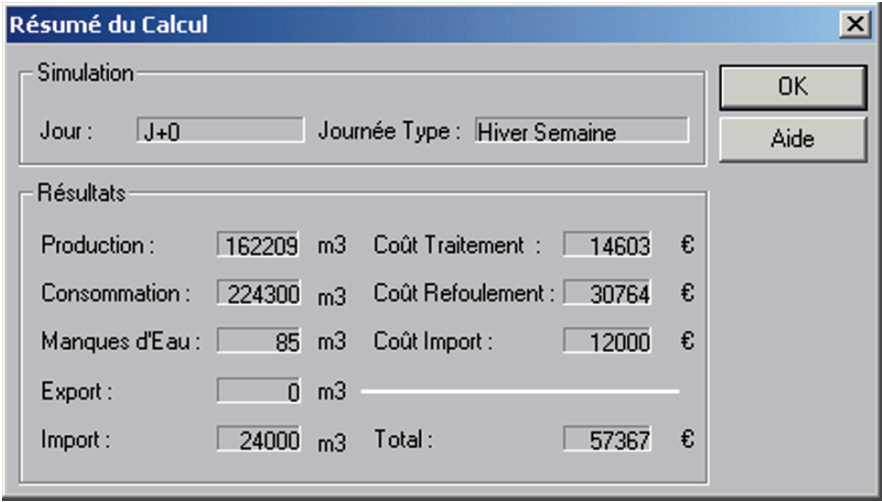 Résumé du Calcul
Simulation
Jour : J+0 Journée Type : Hiver Semaine
OK
Aide
Résultats
Production : 162209 m3 Coût Traitement : 14603 €
Consommation : 224300 m3 Coût Refoulement : 30764 €
Manques d'Eau : 85 m3 Coût Import : 12000 €
Export : 0 m3
Import : 24000 m3 Total : 57367 €